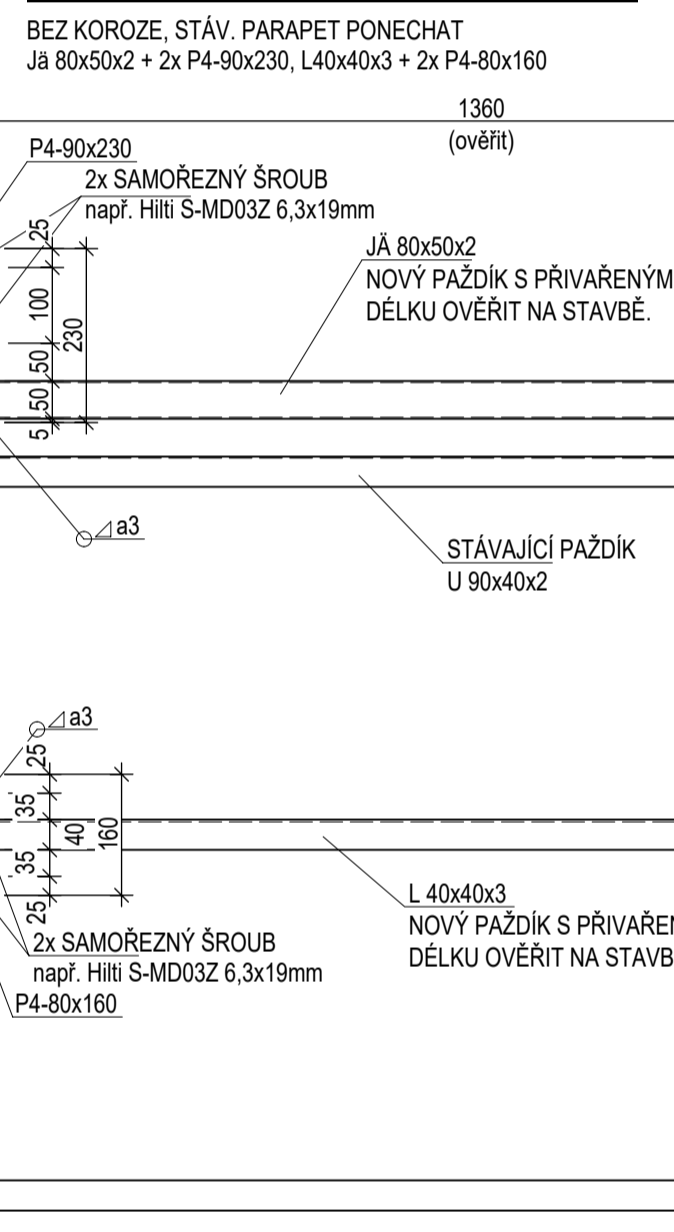 BEZ KOROZE, STÁV. PARAPET PONECHAT
Jä 80x50x2 + 2x P4-90x230, L40x40x3 + 2x P4-80x160
1360
(ověřit)
P4-90x230
2x SAMOŘEZNÝ ŠROUB
např. Hilti S-MD03Z 6,3x19mm
25
100
230
50
50
5
JÄ 80x50x2
NOVÝ PAŽDÍK S PŘIVAŘENÝM
DÉLKU OVĚŘIT NA STAVBĚ.
a3
STÁVAJÍCÍ PAŽDÍK
U 90x40x2
a3
25
35
40
160
35
25
L 40x40x3
NOVÝ PAŽDÍK S PŘIVAŘEN
DÉLKU OVĚŘIT NA STAVB
2x SAMOŘEZNÝ ŠROUB
např. Hilti S-MD03Z 6,3x19mm
P4-80x160